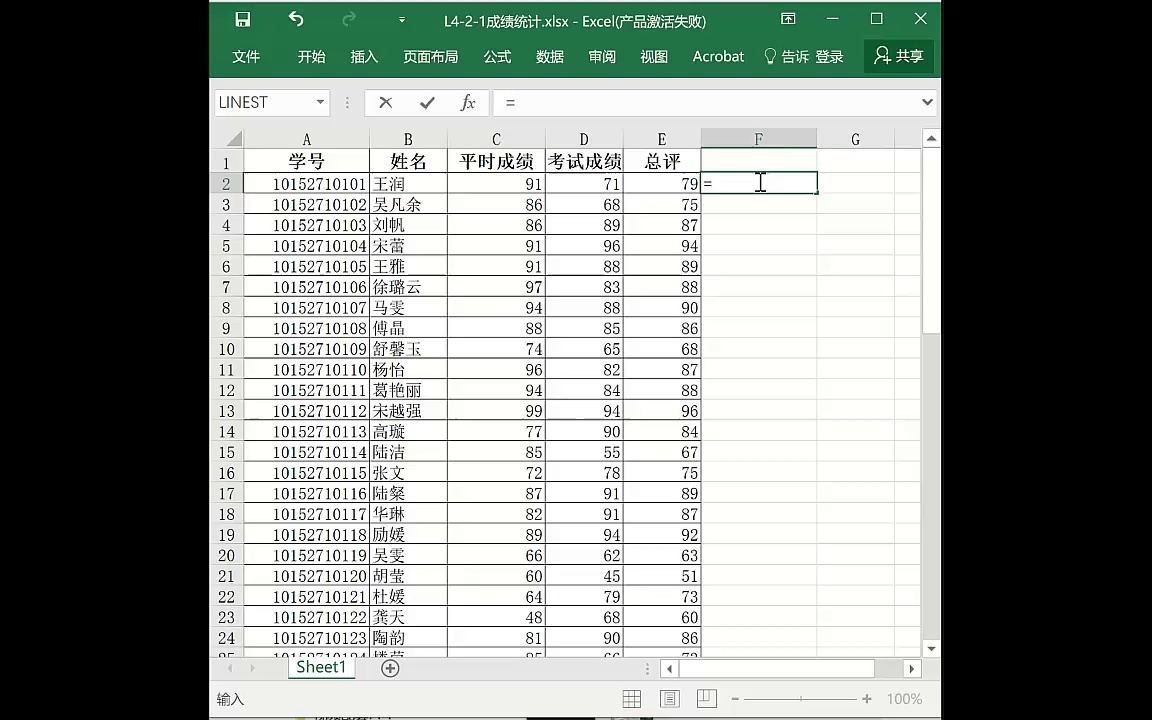 L4-2-1成绩统计.xlsx - Excel(产品激活失败)
文件 开始 插入 页面布局 公式 数据 审阅 视图 Acrobat 告诉 登录 共享
LINEST fx =
A B C D E F G
1 学号 姓名 平时成绩 考试成绩 总评
2 10152710101 王润 91 71 79 =
3 10152710102 吴凡余 86 68 75
4 10152710103 刘帆 86 89 87
5 10152710104 宋蕾 91 96 94
6 10152710105 王雅 91 88 89
7 10152710106 徐璐云 97 83 88
8 10152710107 马雯 94 88 90
9 10152710108 傅晶 88 85 86
10 10152710109 舒馨玉 74 65 68
11 10152710110 杨怡 96 82 87
12 10152710111 葛艳丽 94 84 88
13 10152710112 宋越强 99 94 96
14 10152710113 高璇 77 90 84
15 10152710114 陆洁 85 55 67
16 10152710115 张文 72 78 75
17 10152710116 陆粲 87 91 89
18 10152710117 华琳 82 91 87
19 10152710118 励媛 89 94 92
20 10152710119 吴雯 66 62 63
21 10152710120 胡莹 60 45 51
22 10152710121 杜媛 64 79 73
23 10152710122 龚天 48 68 60
24 10152710123 陶韵 81 90 86
Sheet1
输入 100%